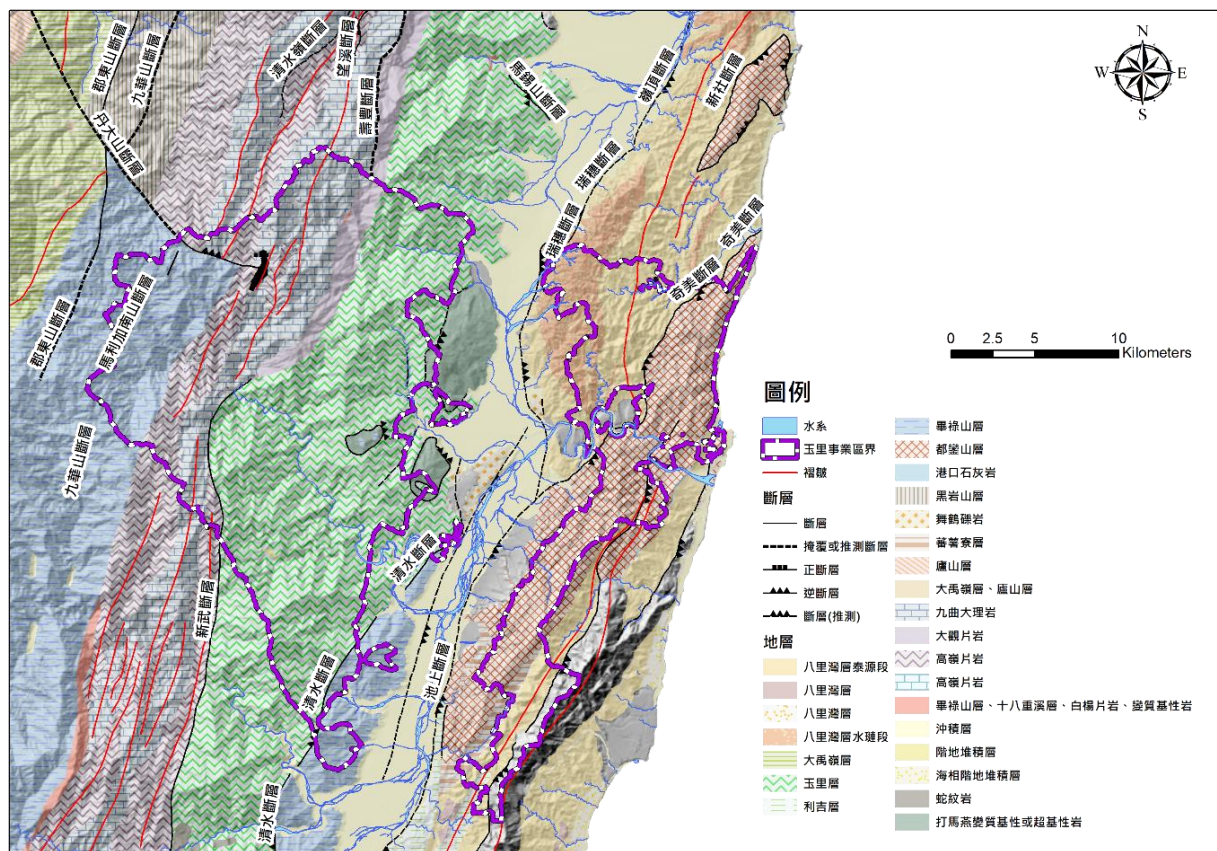 郡東山斷層
九華山斷層
丹大山斷層
清水嶺斷層
望溪斷層
壽豐斷層
馬錫山斷層
嶺頂斷層
新社斷層
瑞穗斷層
瑞穗斷層
奇美斷層
奇美斷層
郡東山斷層
馬利加南山斷層
九華山斷層
新武斷層
清水斷層
清水斷層
清水斷層
池上斷層
N
W
E
S
0 2.5 5 10
Kilometers
圖例
水系
玉里事業區界
褶皺
斷層
斷層
掩覆或推測斷層
正斷層
逆斷層
斷層(推測)
地層
八里灣層泰源段
八里灣層
八里灣層
八里灣層水璉段
大禹嶺層
玉里層
利吉層
畢祿山層
都巒山層
港口石灰岩
黑岩山層
舞鶴礫岩
蕃薯寮層
廬山層
大禹嶺層、廬山層
九曲大理岩
大觀片岩
高嶺片岩
高嶺片岩
畢祿山層、十八重溪層、白楊片岩、變質基性岩
沖積層
階地堆積層
海相階地堆積層
蛇紋岩
打馬燕變質基性或超基性岩